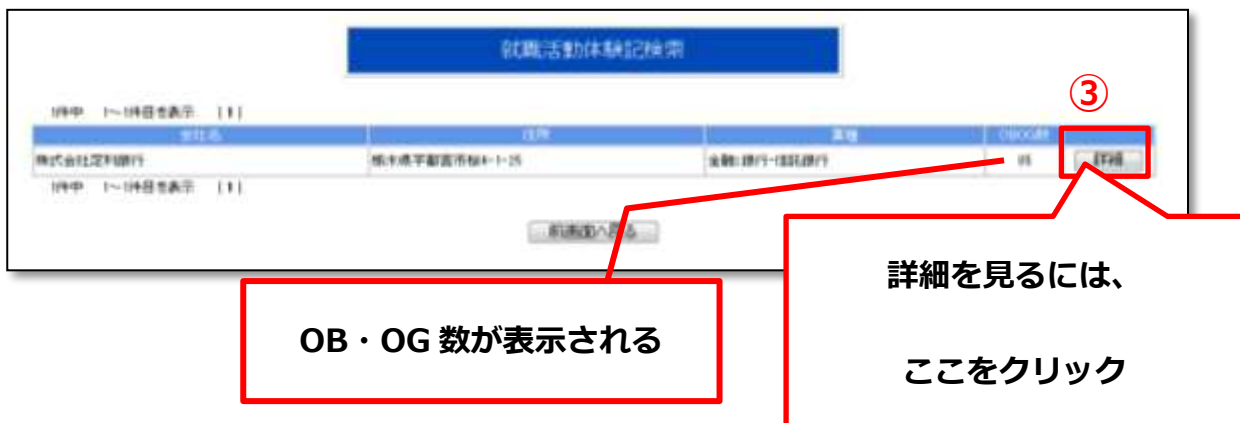 就職活動体験記検索
③
1件中 1~1件目を表示 [1]
会社名 住所 業種 OBOG数
株式会社足利銀行 栃木県宇都宮市桜4-1-25 金融:銀行・信託銀行 詳細
1件中 1~1件目を表示 [1]
前画面へ戻る
OB・OG 数が表示される
詳細を見るには、
ここをクリック